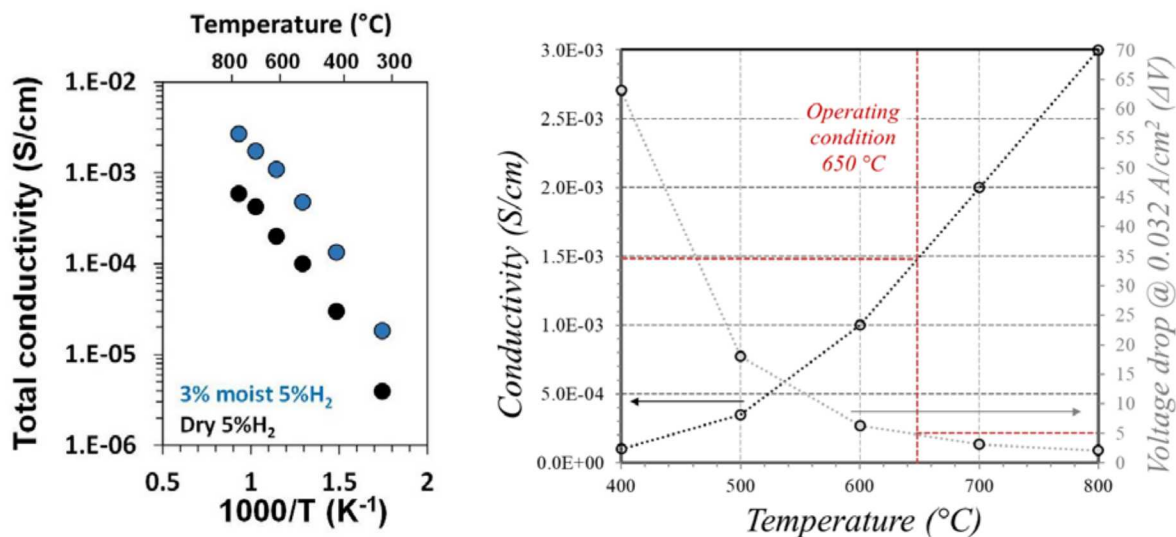 Temperature (°C)
800 600 400 300
Total conductivity (S/cm)
1.E-02
1.E-03
1.E-04
1.E-05
1.E-06
3% moist 5%H₂
Dry 5%H₂
0.5 1 1.5 2
1000/T (K⁻¹)
Conductivity (S/cm)
3.0E-03
2.5E-03
2.0E-03
1.5E-03
1.0E-03
5.0E-04
0.0E+00
Operating
condition
650 °C
400 500 600 700 800
Temperature (°C)
70
65
60
55
50
45
40
35
30
25
20
15
10
5
0
Voltage drop @ 0.032 A/cm² (ΔV)